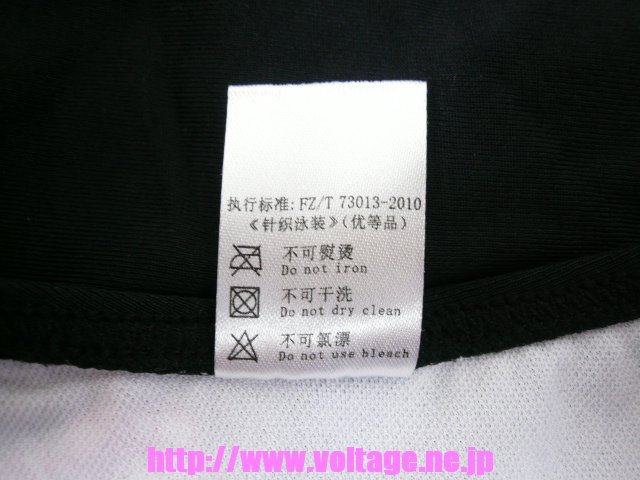 执行标准: FZ/T 73013-2010
《针织泳装》(优等品)
不可熨烫
Do not iron
不可干洗
Do not dry clean
不可氯漂
Do not use bleach
http://www.voltage.ne.jp